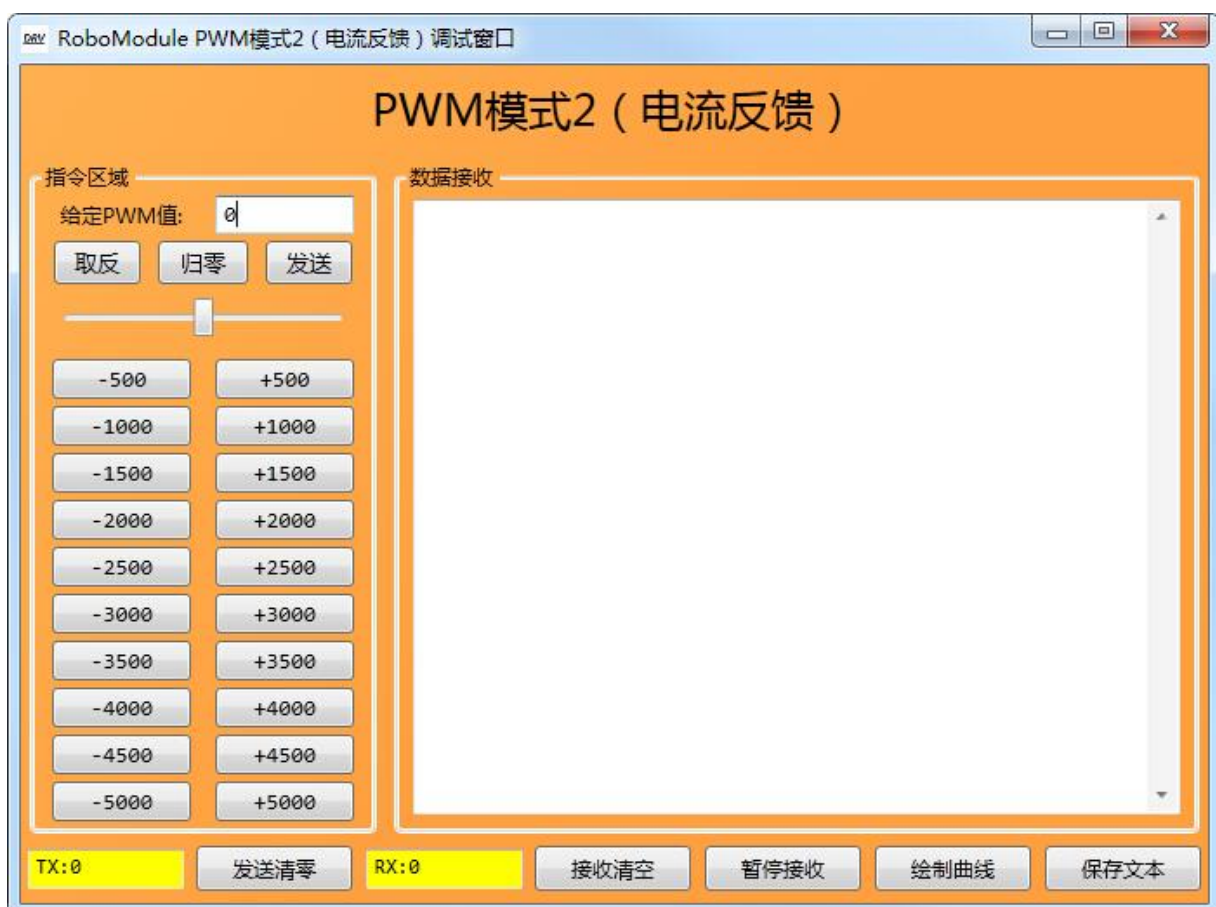 DRV RoboModule PWM模式2（电流反馈）调试窗口
PWM模式2（电流反馈）
指令区域
给定PWM值: 0
取反 归零 发送
-500 +500
-1000 +1000
-1500 +1500
-2000 +2000
-2500 +2500
-3000 +3000
-3500 +3500
-4000 +4000
-4500 +4500
-5000 +5000
数据接收
TX:0 发送清零 RX:0 接收清空 暂停接收 绘制曲线 保存文本